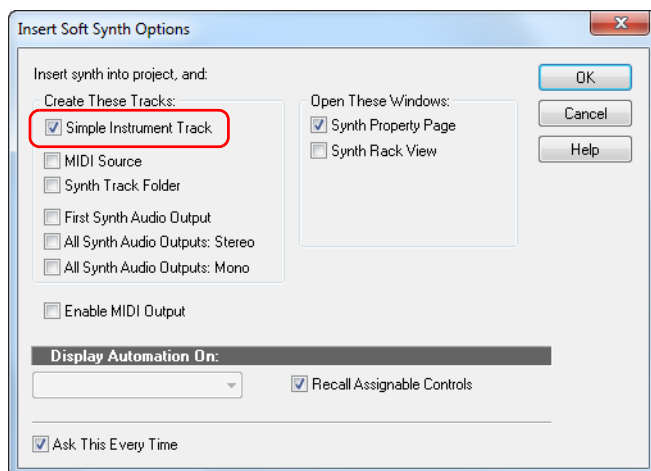 Insert Soft Synth Options
Insert synth into project, and:
Create These Tracks:
Simple Instrument Track
MIDI Source
Synth Track Folder
First Synth Audio Output
All Synth Audio Outputs: Stereo
All Synth Audio Outputs: Mono
Enable MIDI Output
Open These Windows:
Synth Property Page
Synth Rack View
OK
Cancel
Help
Display Automation On:
Recall Assignable Controls
Ask This Every Time